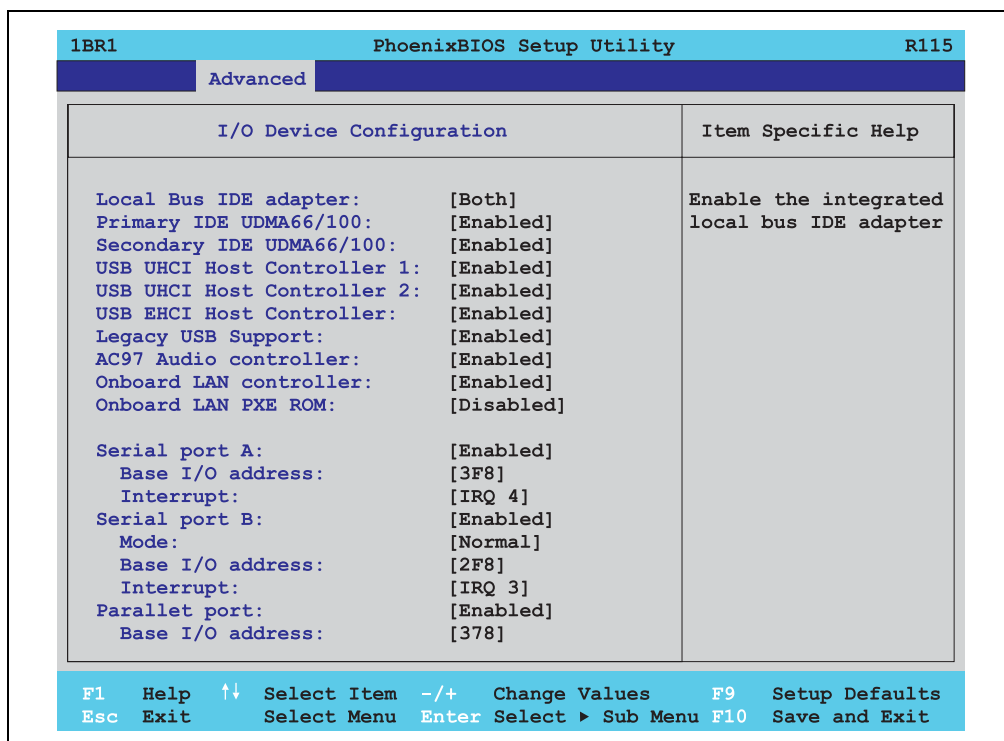 1BR1 PhoenixBIOS Setup Utility R115
Advanced
I/O Device Configuration Item Specific Help
Local Bus IDE adapter: [Both] Enable the integrated
Primary IDE UDMA66/100: [Enabled] local bus IDE adapter
Secondary IDE UDMA66/100: [Enabled]
USB UHCI Host Controller 1: [Enabled]
USB UHCI Host Controller 2: [Enabled]
USB EHCI Host Controller: [Enabled]
Legacy USB Support: [Enabled]
AC97 Audio controller: [Enabled]
Onboard LAN controller: [Enabled]
Onboard LAN PXE ROM: [Disabled]
Serial port A: [Enabled]
Base I/O address: [3F8]
Interrupt: [IRQ 4]
Serial port B: [Enabled]
Mode: [Normal]
Base I/O address: [2F8]
Interrupt: [IRQ 3]
Parallet port: [Enabled]
Base I/O address: [378]
F1 Help ↑↓ Select Item -/+ Change Values F9 Setup Defaults
Esc Exit Select Menu Enter Select ▶ Sub Menu F10 Save and Exit